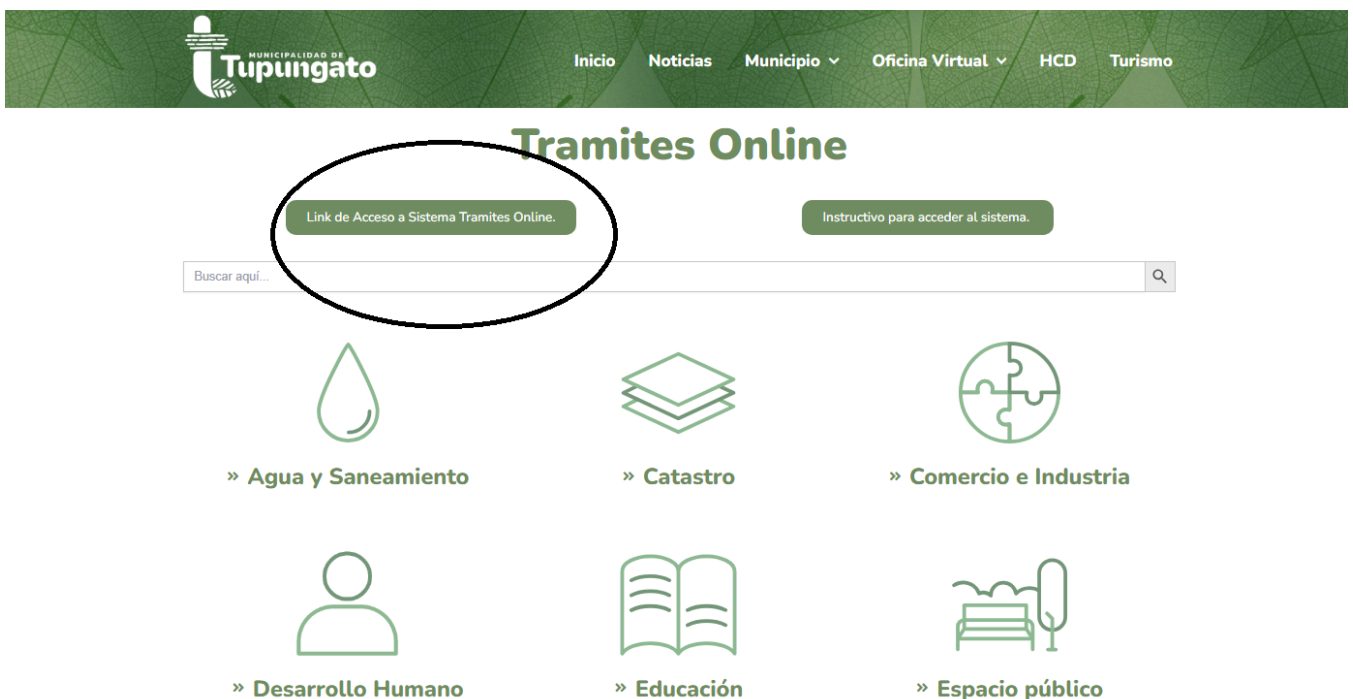 MUNICIPALIDAD DE
Tupungato
Inicio Noticias Municipio Oficina Virtual HCD Turismo
Tramites Online
Link de Acceso a Sistema Tramites Online. Instructivo para acceder al sistema.
Buscar aquí...
» Agua y Saneamiento » Catastro » Comercio e Industria
» Desarrollo Humano » Educación » Espacio público